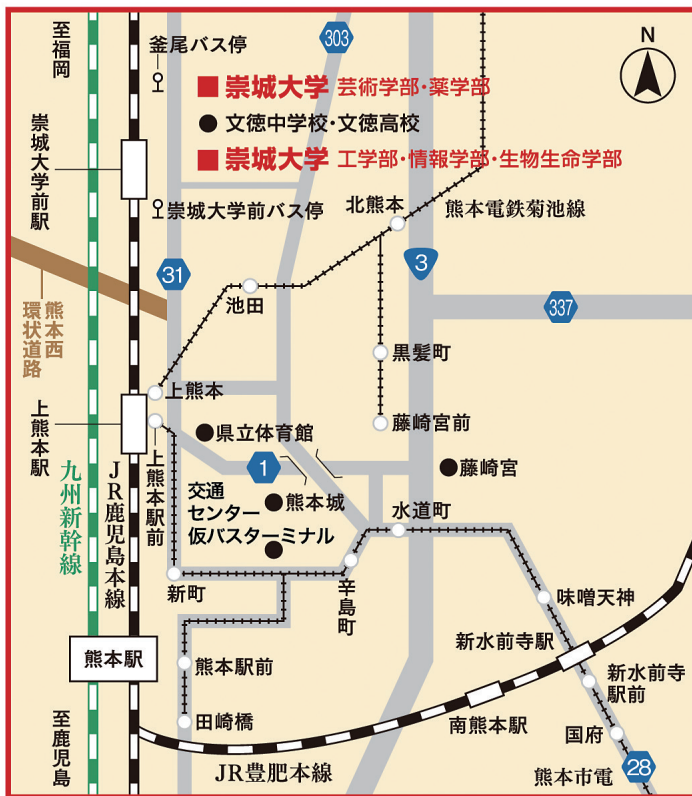 至福岡
釜尾バス停
303
N
■崇城大学 芸術学部・薬学部
●文徳中学校・文徳高校
■崇城大学 工学部・情報学部・生物生命学部
崇城大学前駅
崇城大学前バス停
北熊本
熊本電鉄菊池線
31
3
熊本西
環状道路
池田
337
黒髪町
上熊本
上熊本駅
上熊本駅前
県立体育館
藤崎宮前
1
藤崎宮
九州新幹線
JR鹿児島本線
交通
センター
仮バスターミナル
熊本城
水道町
新町
辛島町
味噌天神
熊本駅
熊本駅前
新水前寺駅
新水前寺
駅前
田崎橋
南熊本駅
国府
至鹿児島
JR豊肥本線
熊本市電
28